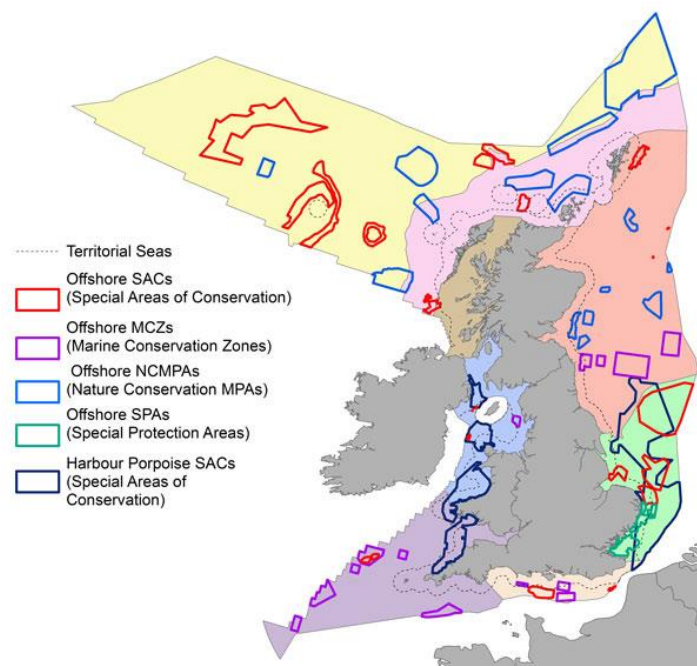 Territorial Seas
Offshore SACs
(Special Areas of Conservation)
Offshore MCZs
(Marine Conservation Zones)
Offshore NCMPAs
(Nature Conservation MPAs)
Offshore SPAs
(Special Protection Areas)
Harbour Porpoise SACs
(Special Areas of
Conservation)